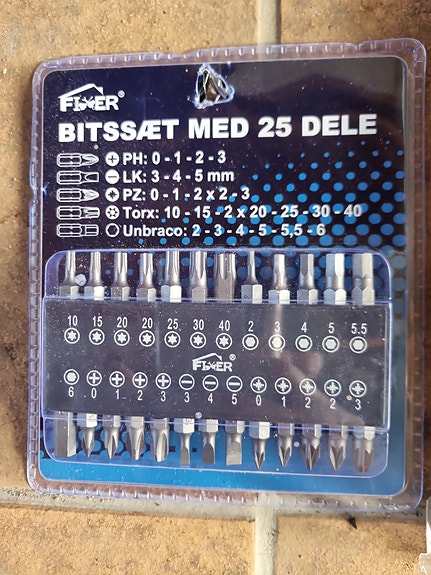 FIXER®
BITSSÆT MED 25 DELE
PH: 0 - 1 - 2 - 3
LK: 3 - 4 - 5 mm
PZ: 0 - 1 - 2 x 2 - 3
Torx: 10 - 15 - 2 x 20 - 25 - 30 - 40
Unbraco: 2 - 3 - 4 - 5 - 5,5 - 6
10 15 20 20 25 30 40 2 3 4 5 5.5
FIXER®
6 0 1 2 3 3 4 5 0 1 2 2 3